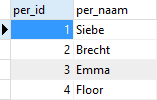 per_id per_naam
1 Siebe
2 Brecht
3 Emma
4 Floor